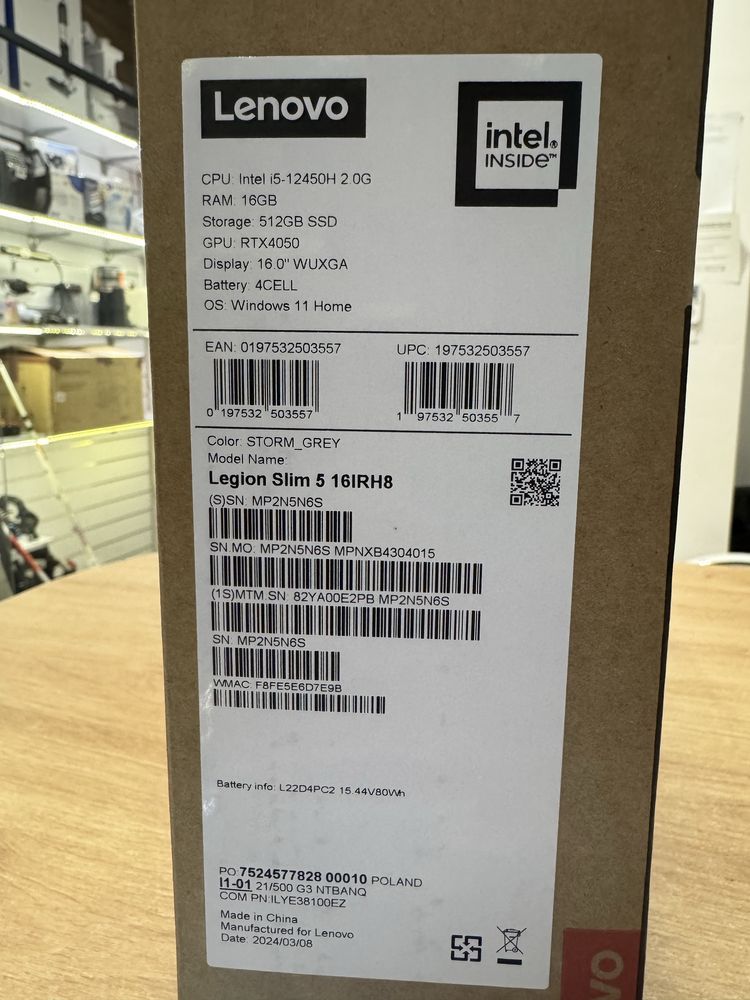 Lenovo
intel®
INSIDE™
CPU: Intel i5-12450H 2.0G
RAM: 16GB
Storage: 512GB SSD
GPU: RTX4050
Display: 16.0" WUXGA
Battery: 4CELL
OS: Windows 11 Home
EAN: 0197532503557
UPC: 197532503557
0 197532 503557
1 97532 50355 7
Color: STORM_GREY
Model Name:
Legion Slim 5 16IRH8
(S)SN: MP2N5N6S
SN MO: MP2N5N6S MPNXB4304015
(1S)MTM SN: 82YA00E2PB MP2N5N6S
SN: MP2N5N6S
WMAC: F8FE5E6D7E9B
Battery info: L22D4PC2 15.44V80Wh
PO:7524577828 00010 POLAND
I1-01 21/500 G3 NTBANQ
COM PN:ILYE38100EZ
Made in China
Manufactured for Lenovo
Date: 2024/03/08
VO